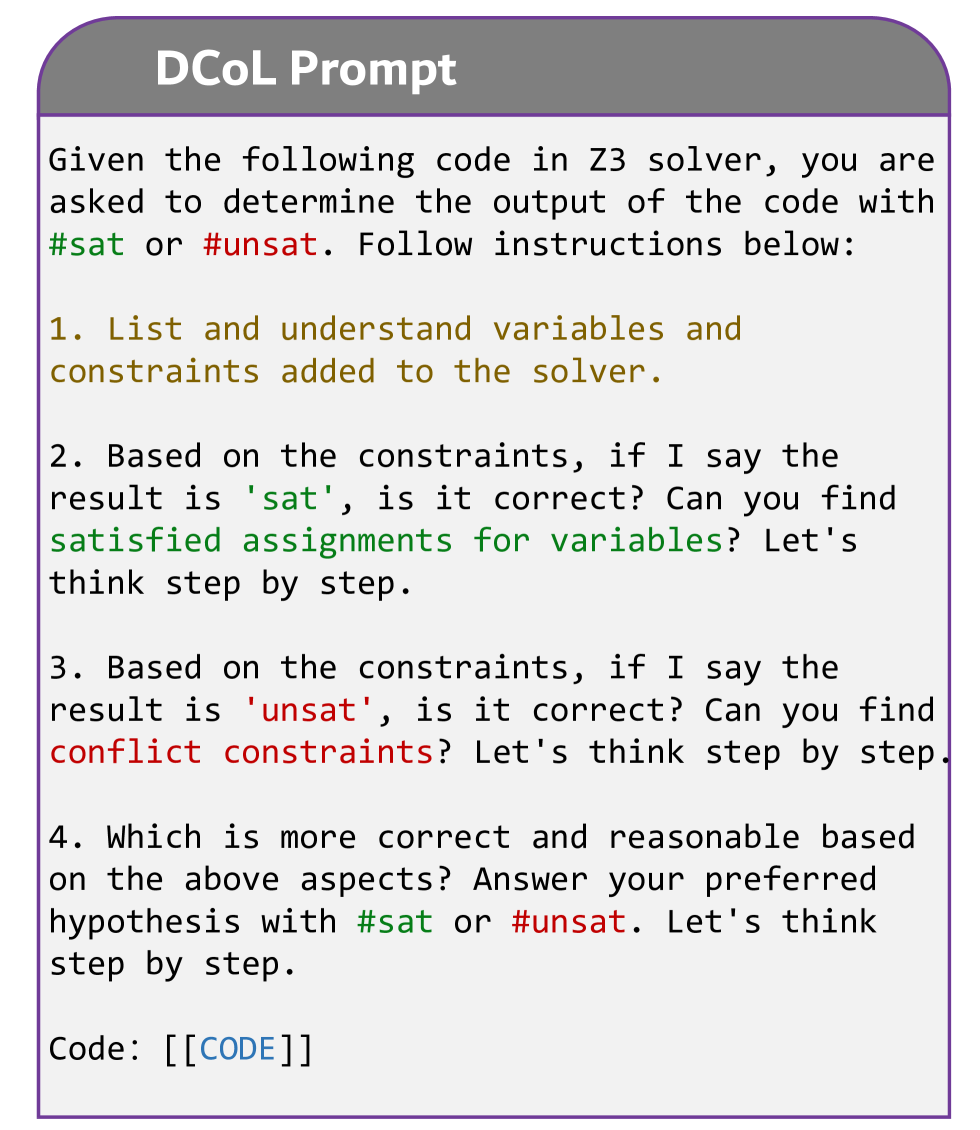 DCoL Prompt
Given the following code in Z3 solver, you are
asked to determine the output of the code with
#sat or #unsat. Follow instructions below:
1. List and understand variables and
constraints added to the solver.
2. Based on the constraints, if I say the
result is 'sat', is it correct? Can you find
satisfied assignments for variables? Let's
think step by step.
3. Based on the constraints, if I say the
result is 'unsat', is it correct? Can you find
conflict constraints? Let's think step by step.
4. Which is more correct and reasonable based
on the above aspects? Answer your preferred
hypothesis with #sat or #unsat. Let's think
step by step.
Code: [[CODE]]